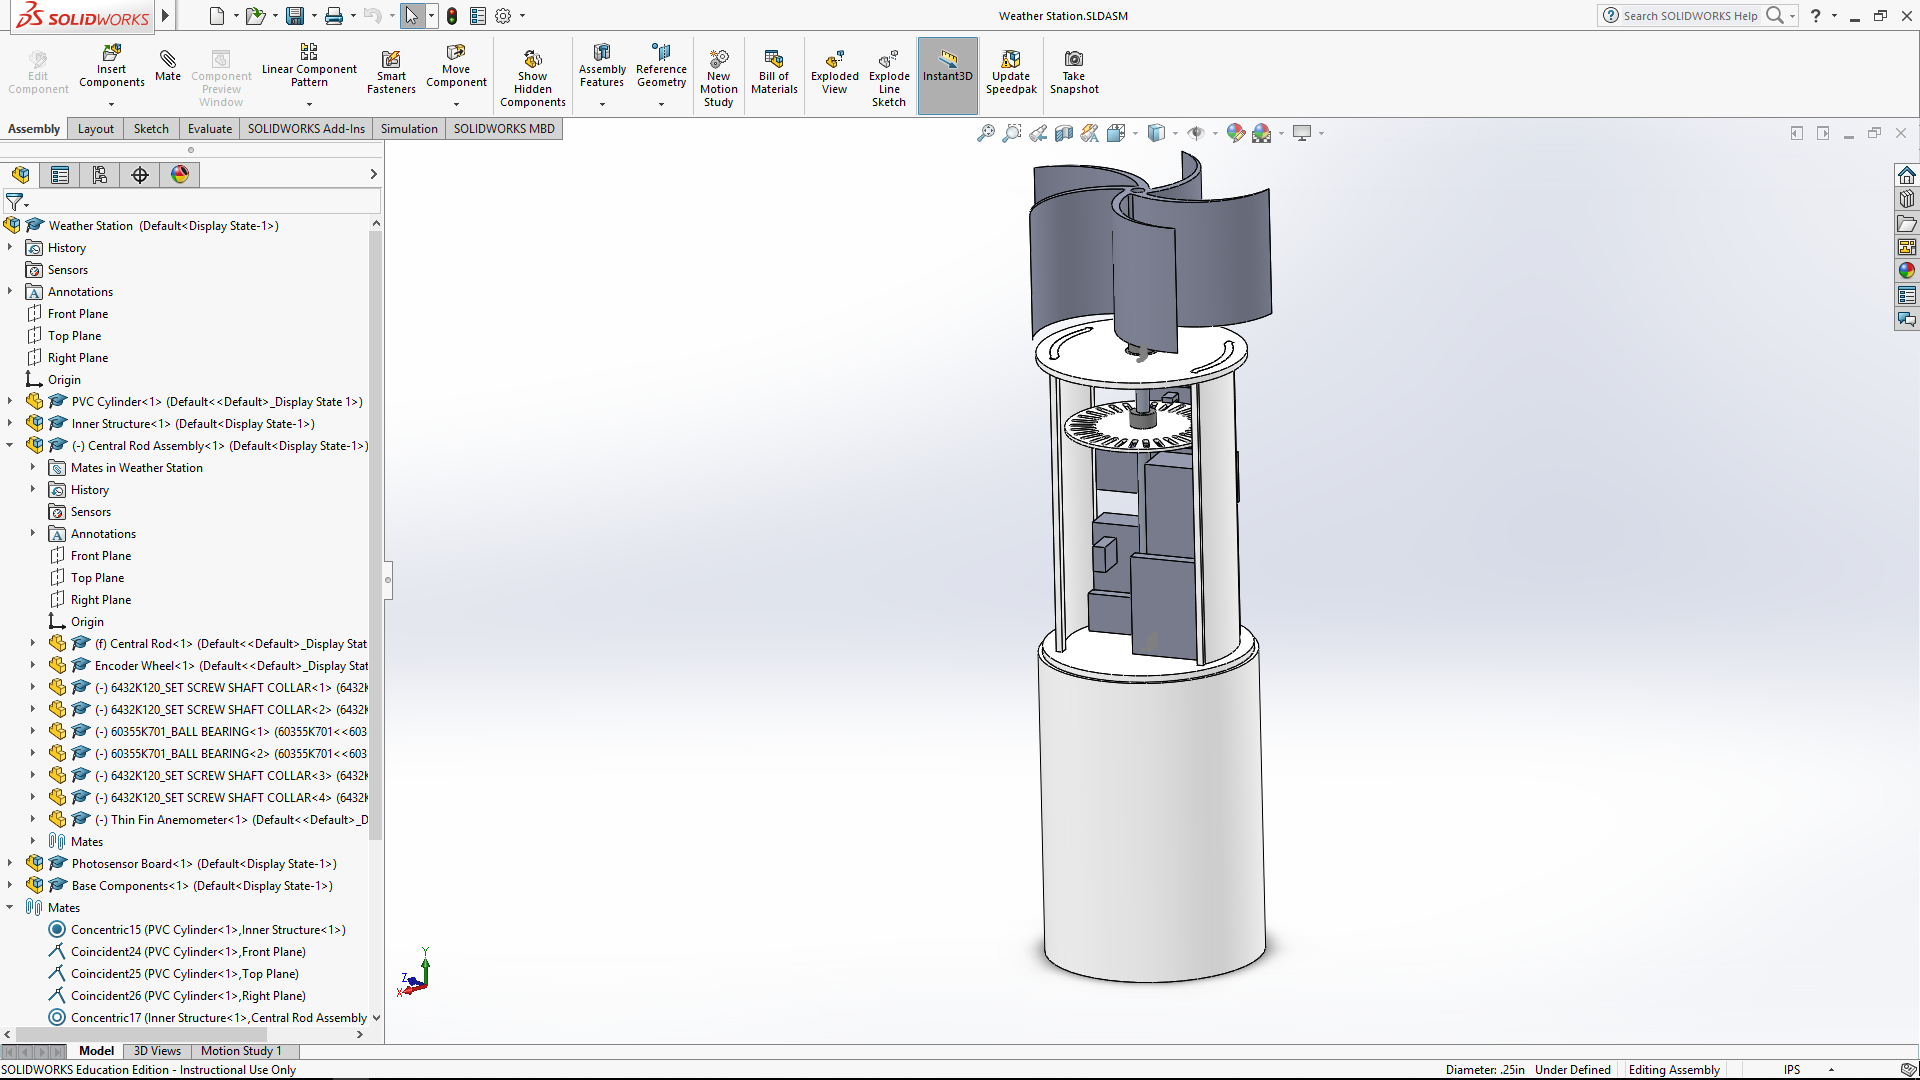 SOLIDWORKS
Weather Station.SLDASM
Search SOLIDWORKS Help
Edit Component
Insert Components
Mate
Component Preview Window
Linear Component Pattern
Smart Fasteners
Move Component
Show Hidden Components
Assembly Features
Reference Geometry
New Motion Study
Bill of Materials
Exploded View
Explode Line Sketch
Instant3D
Update Speedpak
Take Snapshot
Assembly
Layout
Sketch
Evaluate
SOLIDWORKS Add-Ins
Simulation
SOLIDWORKS MBD
Weather Station (Default<Display State-1>)
History
Sensors
Annotations
Front Plane
Top Plane
Right Plane
Origin
PVC Cylinder<1> (Default<<Default>_Display State 1>)
Inner Structure<1> (Default<Display State-1>)
(-) Central Rod Assembly<1> (Default<Display State-1>)
Mates in Weather Station
History
Sensors
Annotations
Front Plane
Top Plane
Right Plane
Origin
(f) Central Rod<1> (Default<<Default>_Display Stat
Encoder Wheel<1> (Default<<Default>_Display Stat
(-) 6432K120_SET SCREW SHAFT COLLAR<1> (6432K
(-) 6432K120_SET SCREW SHAFT COLLAR<2> (6432K
(-) 60355K701_BALL BEARING<1> (60355K701<<603
(-) 60355K701_BALL BEARING<2> (60355K701<<603
(-) 6432K120_SET SCREW SHAFT COLLAR<3> (6432K
(-) 6432K120_SET SCREW SHAFT COLLAR<4> (6432K
(-) Thin Fin Anemometer<1> (Default<<Default>_D
Mates
Photosensor Board<1> (Default<Display State-1>)
Base Components<1> (Default<Display State-1>)
Mates
Concentric15 (PVC Cylinder<1>,Inner Structure<1>)
Coincident24 (PVC Cylinder<1>,Front Plane)
Coincident25 (PVC Cylinder<1>,Top Plane)
Coincident26 (PVC Cylinder<1>,Right Plane)
Concentric17 (Inner Structure<1>,Central Rod Assembly
Y
Z
X
Model
3D Views
Motion Study 1
SOLIDWORKS Education Edition - Instructional Use Only
Diameter: .25in
Under Defined
Editing Assembly
IPS